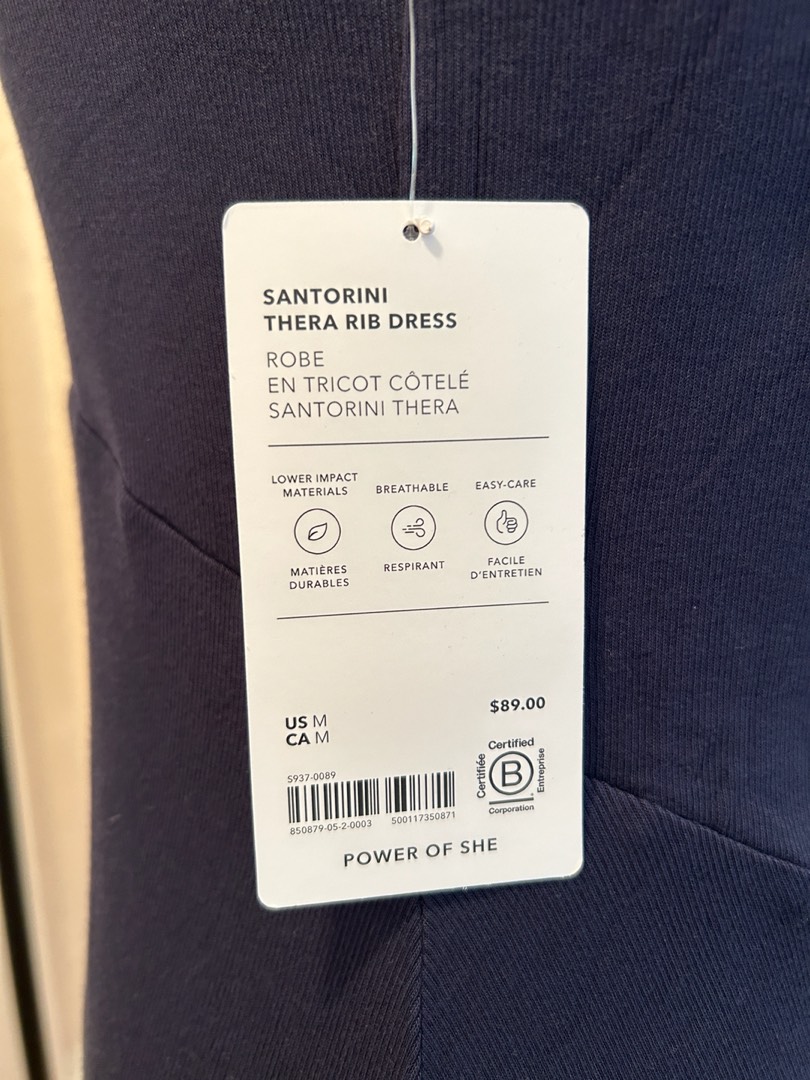 SANTORINI
THERA RIB DRESS
ROBE
EN TRICOT CÔTELÉ
SANTORINI THERA
LOWER IMPACT
MATERIALS
BREATHABLE
EASY-CARE
MATIÈRES
DURABLES
RESPIRANT
FACILE
D'ENTRETIEN
US M
CA M
$89.00
S937-0089
850879-05-2-0003 500117350871
Certified
Certifiée
B
Entreprise
Corporation
POWER OF SHE